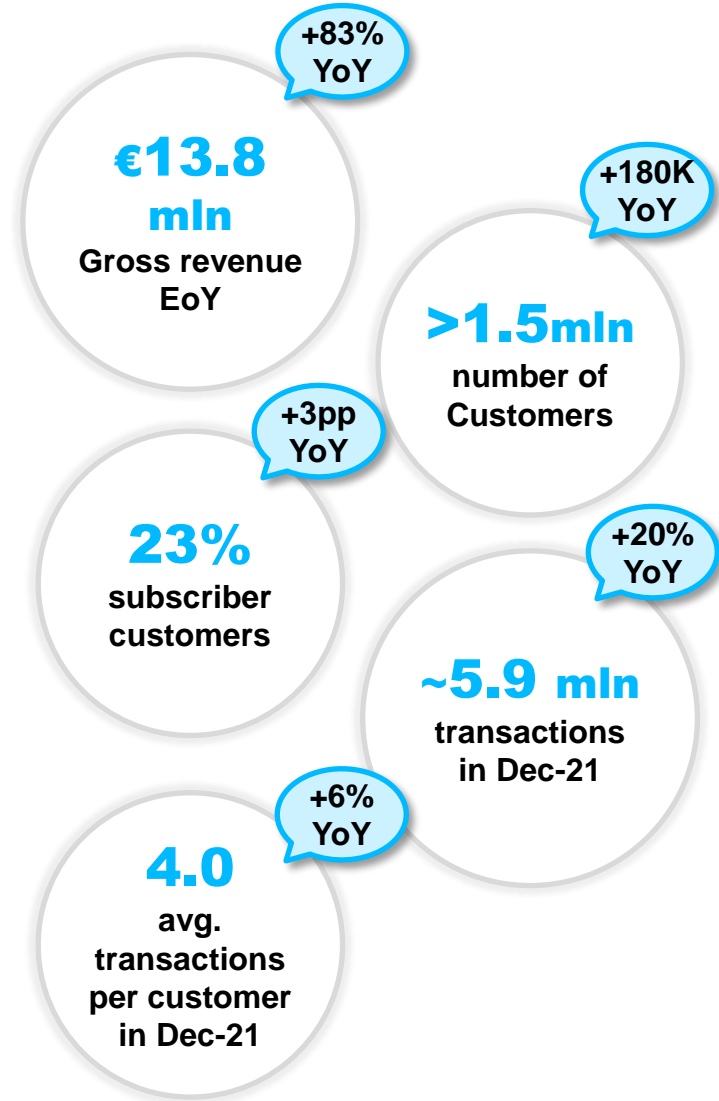 +83%
YoY
€13.8
mln
Gross revenue
EoY
+180K
YoY
>1.5mln
number of
Customers
+3pp
YoY
23%
subscriber
customers
+20%
YoY
~5.9 mln
transactions
in Dec-21
+6%
YoY
4.0
avg.
transactions
per customer
in Dec-21